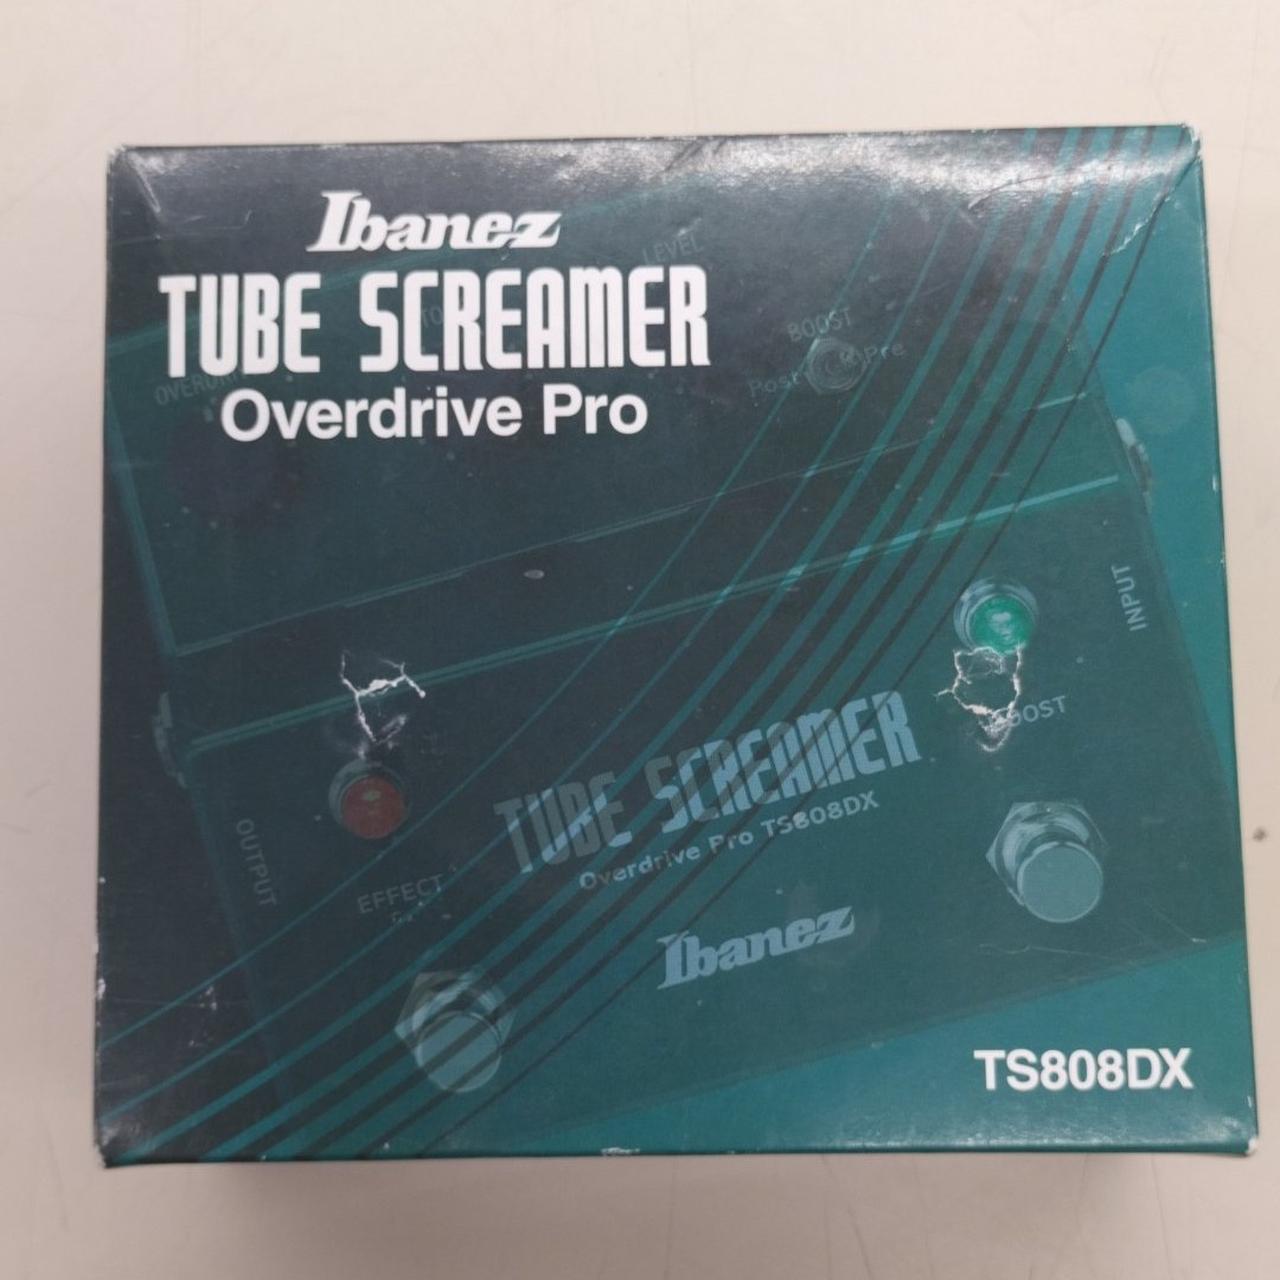 Ibanez
TUBE SCREAMER
Overdrive Pro
LEVEL
BOOST
Post Pre
INPUT
BOOST
TUBE SCREAMER
Overdrive Pro TS808DX
OUTPUT
EFFECT
Ibanez
TS808DX